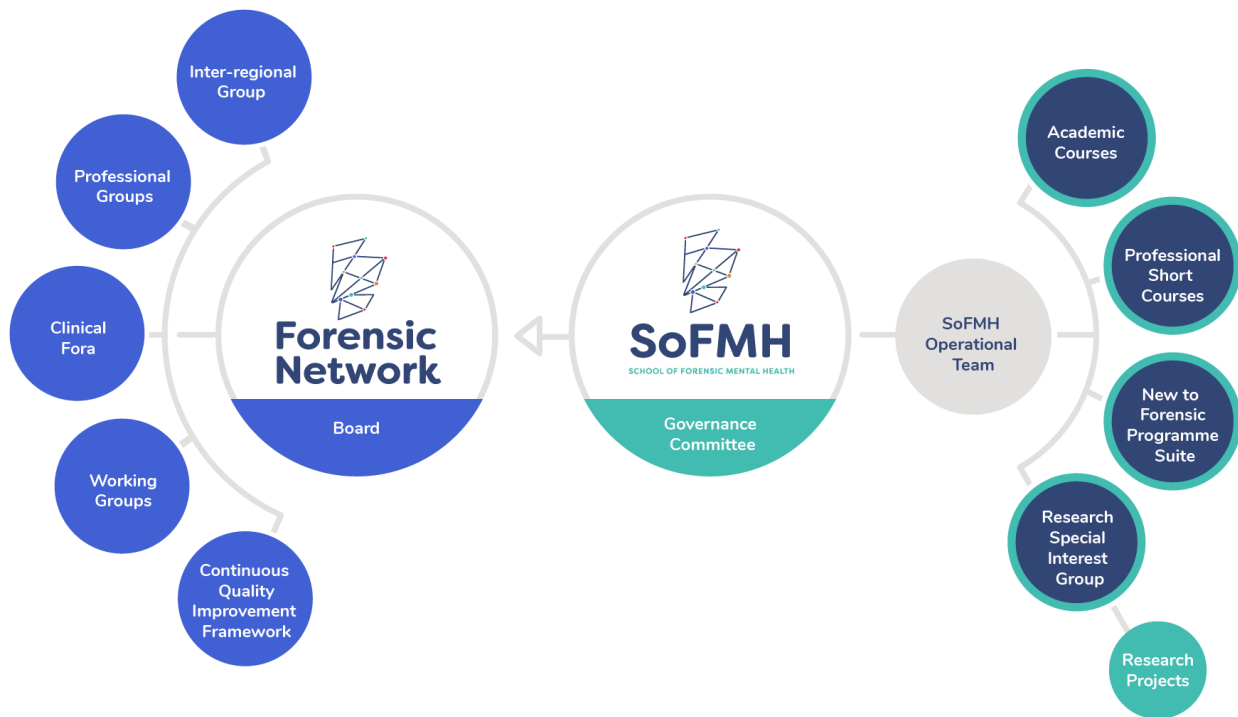 Inter-regional
Group
Professional
Groups
Clinical
Fora
Working
Groups
Continuous
Quality
Improvement
Framework
Forensic
Network
Board
SoFMH
SCHOOL OF FORENSIC MENTAL HEALTH
Governance
Committee
SoFMH
Operational
Team
Academic
Courses
Professional
Short
Courses
New to
Forensic
Programme
Suite
Research
Special
Interest
Group
Research
Projects